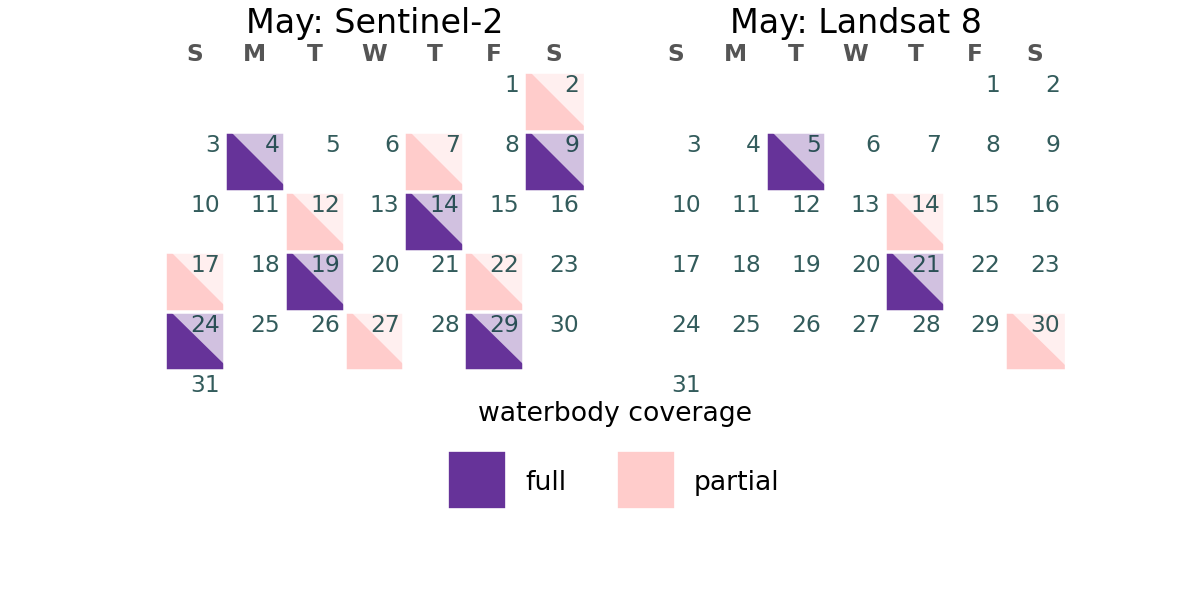 May: Sentinel-2
S M T W T F S
1 2
3 4 5 6 7 8 9
10 11 12 13 14 15 16
17 18 19 20 21 22 23
24 25 26 27 28 29 30
31
May: Landsat 8
S M T W T F S
1 2
3 4 5 6 7 8 9
10 11 12 13 14 15 16
17 18 19 20 21 22 23
24 25 26 27 28 29 30
31
waterbody coverage
full
partial